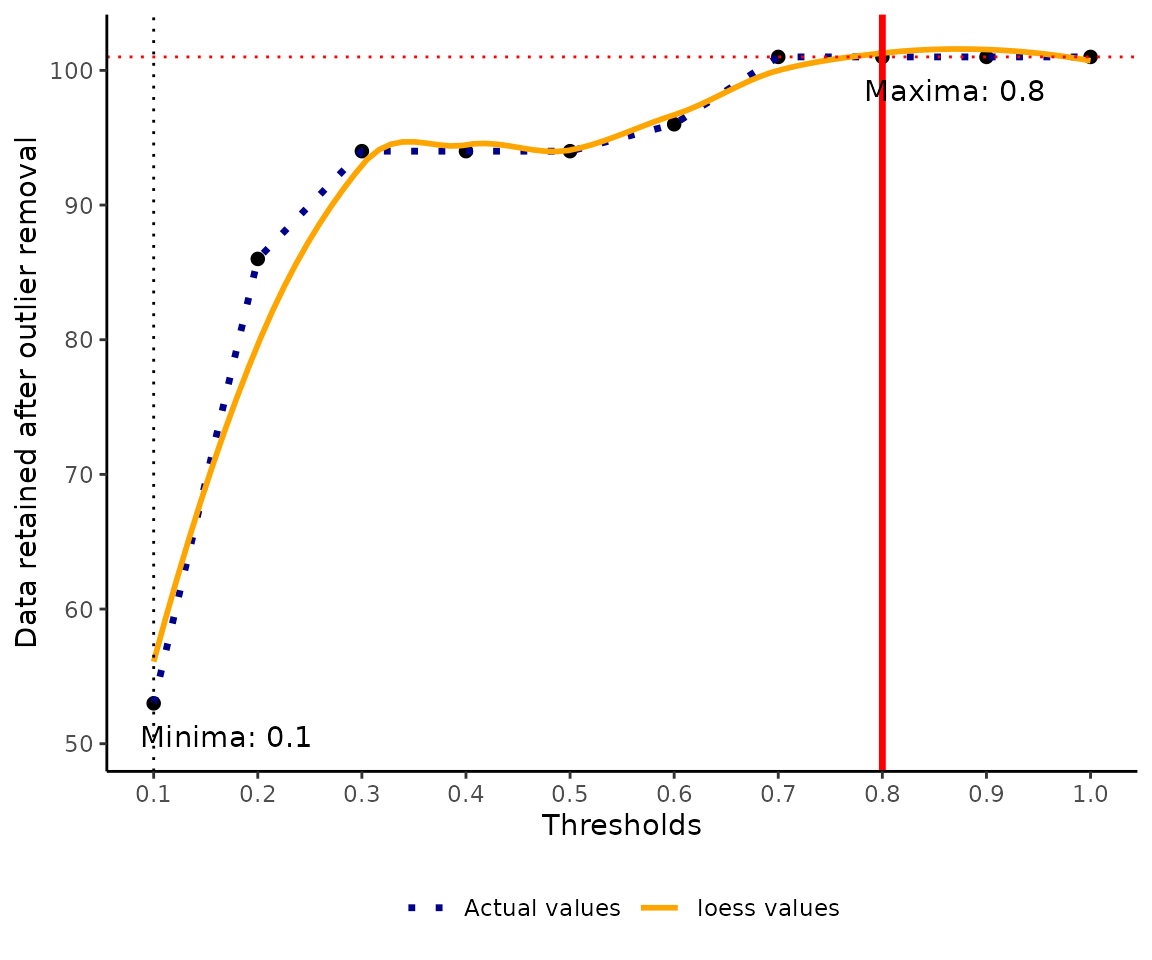 Data retained after outlier removal
100
90
80
70
60
50
Maxima: 0.8
Minima: 0.1
0.1 0.2 0.3 0.4 0.5 0.6 0.7 0.8 0.9 1.0
Thresholds
Actual values loess values